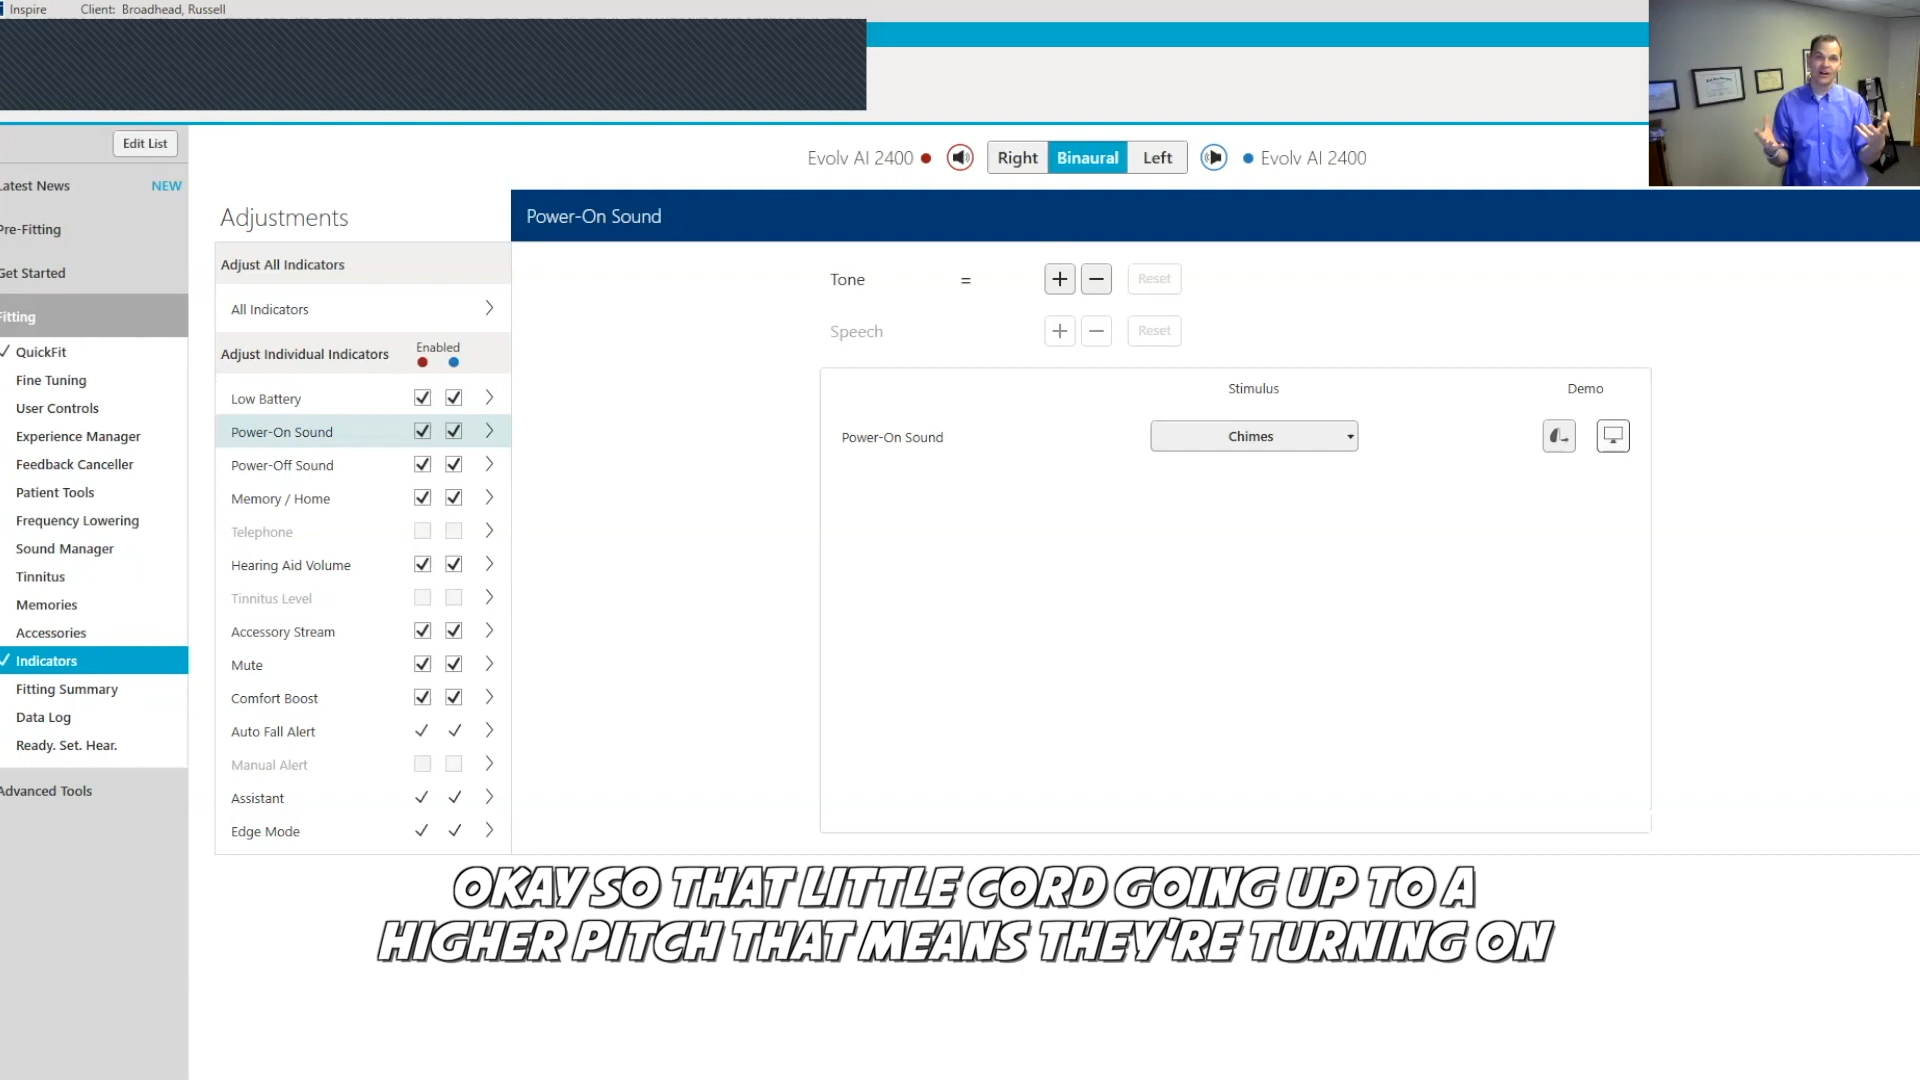 Inspire Client: Broadhead, Russell
Edit List
Latest News NEW
Pre-Fitting
Get Started
Fitting
QuickFit
Fine Tuning
User Controls
Experience Manager
Feedback Canceller
Patient Tools
Frequency Lowering
Sound Manager
Tinnitus
Memories
Accessories
Indicators
Fitting Summary
Data Log
Ready. Set. Hear.
Advanced Tools
Evolv AI 2400 Right Binaural Left Evolv AI 2400
Adjustments
Adjust All Indicators
All Indicators
Adjust Individual Indicators Enabled
Low Battery
Power-On Sound
Power-Off Sound
Memory / Home
Telephone
Hearing Aid Volume
Tinnitus Level
Accessory Stream
Mute
Comfort Boost
Auto Fall Alert
Manual Alert
Assistant
Edge Mode
Power-On Sound
Tone = + − Reset
Speech + − Reset
Stimulus Demo
Power-On Sound Chimes
OKAY SO THAT LITTLE CORD GOING UP TO A
HIGHER PITCH THAT MEANS THEY'RE TURNING ON